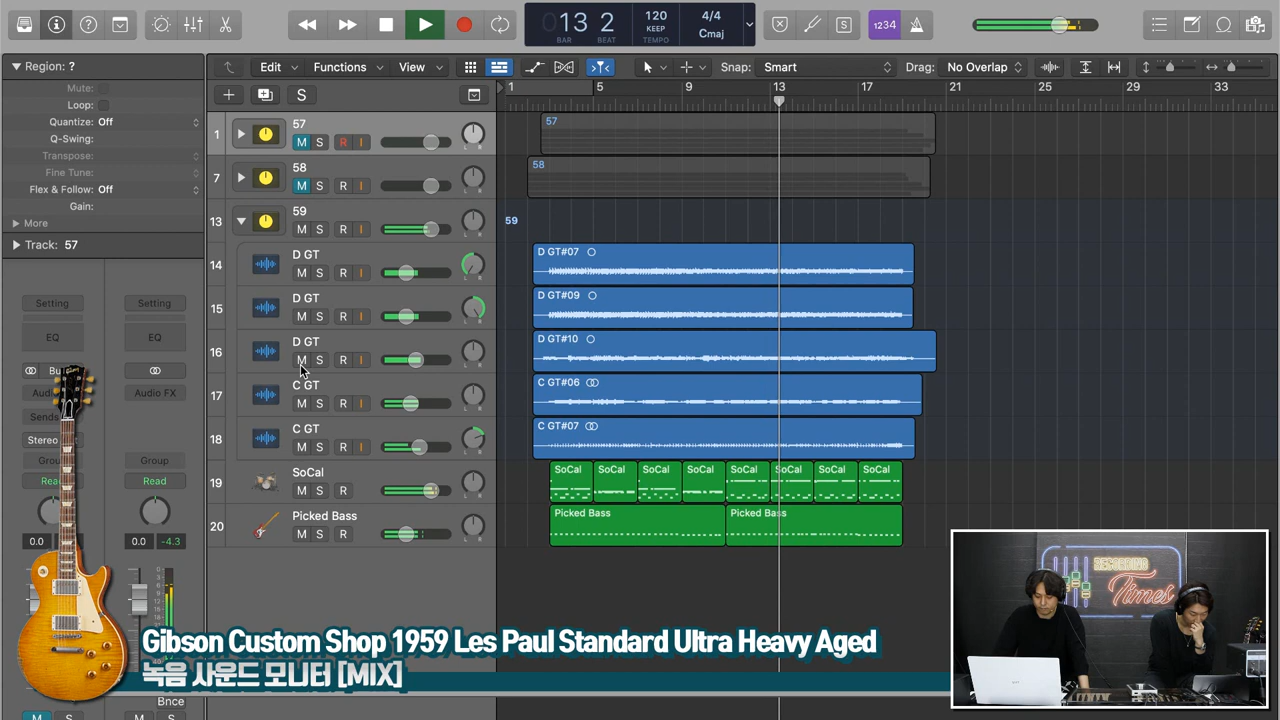 13 2
BAR BEAT
120
KEEP
TEMPO
4/4
Cmaj
1234
Region: ?
Mute:
Loop:
Quantize: Off
Q-Swing:
Transpose:
Fine Tune:
Flex & Follow: Off
Gain:
More
Track: 57
Edit Functions View
Snap: Smart
Drag: No Overlap
S
1 5 9 13 17 21 25 29 33
1 57
M S R I
57
7 58
M S R I
58
13 59
M S R I
59
14 D GT
M S R I
D GT#07
15 D GT
M S R I
D GT#09
16 D GT
M S R I
D GT#10
17 C GT
M S R I
C GT#06
18 C GT
M S R I
C GT#07
19 SoCal
M S R
SoCal SoCal SoCal SoCal SoCal SoCal SoCal SoCal
20 Picked Bass
M S R
Picked Bass Picked Bass
Setting Setting
EQ EQ
Audio FX
Sends
Stereo
Group
Read Read
0.0 0.0 -4.3
Bnce
M S M S
RECORDING
Times
Gibson Custom Shop 1959 Les Paul Standard Ultra Heavy Aged
녹음 사운드 모니터 [MIX]